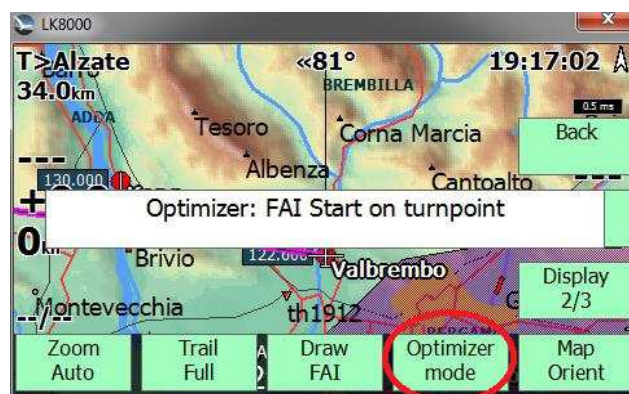 LK8000
T>Alzate
«81°
19:17:02
34.0km
BREMBILLA
ADDA
0.5 ms
Tesoro
Corna Marcia
Back
---
Albenza
---
130.000
Cantoalto
Optimizer: FAI Start on turnpoint
0
Brivio
122.600
Valbrembo
Display
2/3
Montevecchia
th1912
--/--
Zoom
Auto
Trail
Full
Draw
FAI
Optimizer
mode
Map
Orient